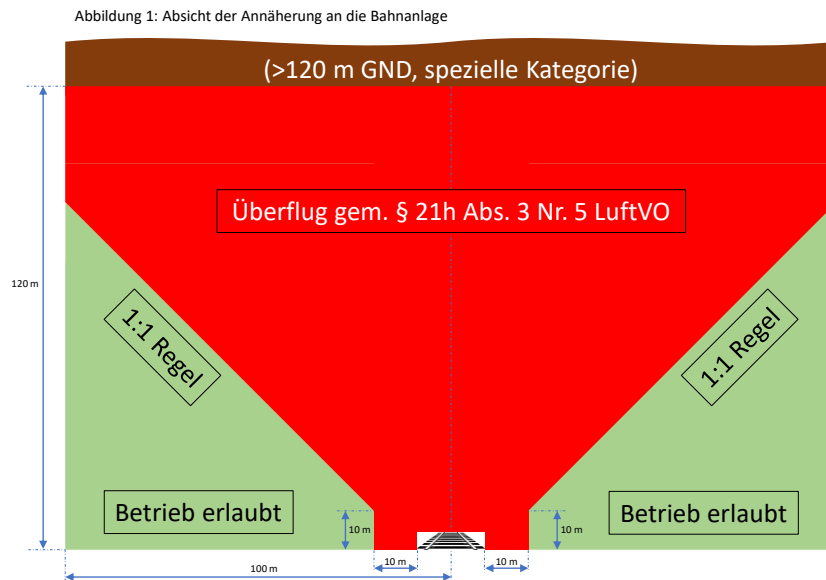 Abbildung 1: Absicht der Annäherung an die Bahnanlage
(>120 m GND, spezielle Kategorie)
Überflug gem. § 21h Abs. 3 Nr. 5 LuftVO
120 m
1:1 Regel
1:1 Regel
Betrieb erlaubt
10 m
10 m
Betrieb erlaubt
10 m
10 m
100 m